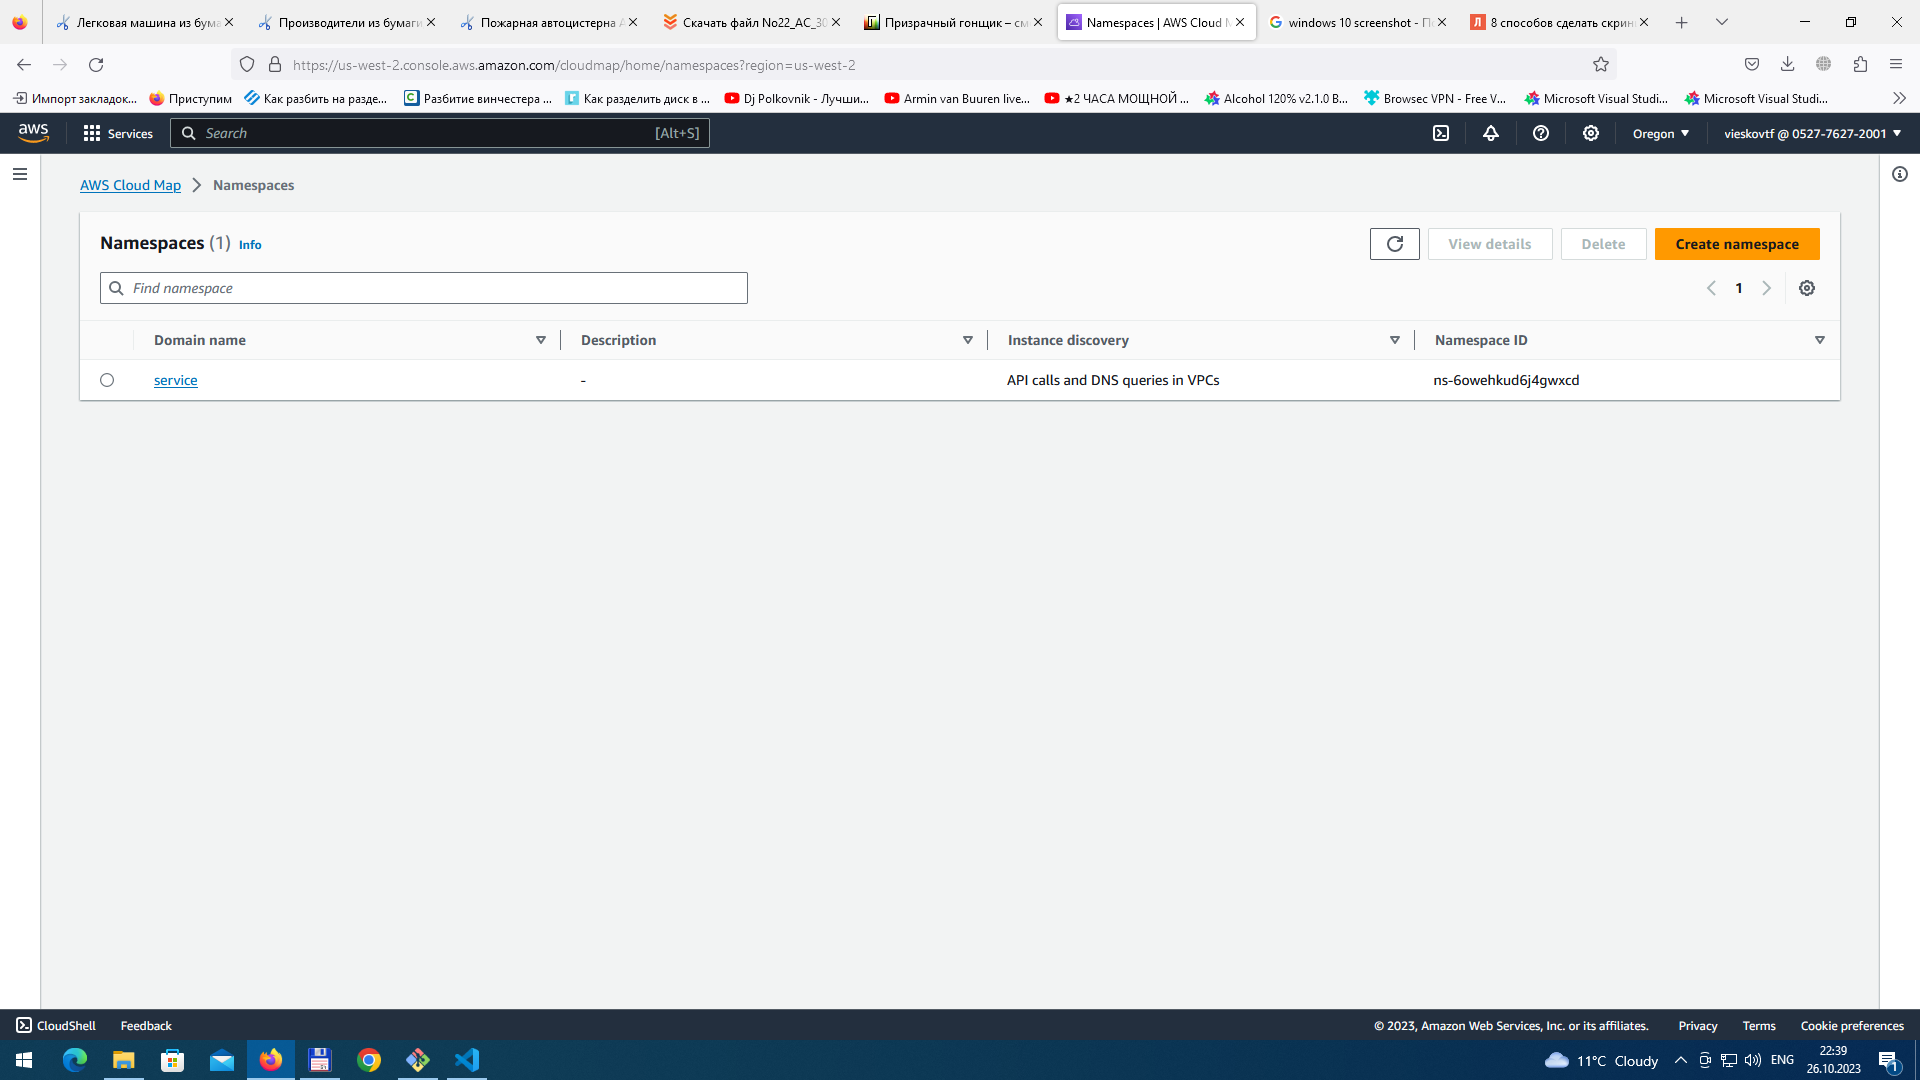 Легковая машина из бума
Производители из бумаги
Пожарная автоцистерна А
Скачать файл No22_AC_30
Призрачный гонщик – см
Namespaces | AWS Cloud M
windows 10 screenshot - По
8 способов сделать скрин
https://us-west-2.console.aws.amazon.com/cloudmap/home/namespaces?region=us-west-2
Импорт закладок...
Приступим
Как разбить на разде...
Разбитие винчестера ...
Как разделить диск в ...
Dj Polkovnik - Лучши...
Armin van Buuren live...
★2 ЧАСА МОЩНОЙ ...
Alcohol 120% v2.1.0 B...
Browsec VPN - Free V...
Microsoft Visual Studi...
Microsoft Visual Studi...
aws
Services
Search
[Alt+S]
Oregon
vieskovtf @ 0527-7627-2001
AWS Cloud Map
Namespaces
Namespaces (1) Info
View details
Delete
Create namespace
Find namespace
1
Domain name
Description
Instance discovery
Namespace ID
service
-
API calls and DNS queries in VPCs
ns-6owehkud6j4gwxcd
CloudShell
Feedback
© 2023, Amazon Web Services, Inc. or its affiliates.
Privacy
Terms
Cookie preferences
11°C Cloudy
ENG
22:39
26.10.2023
1